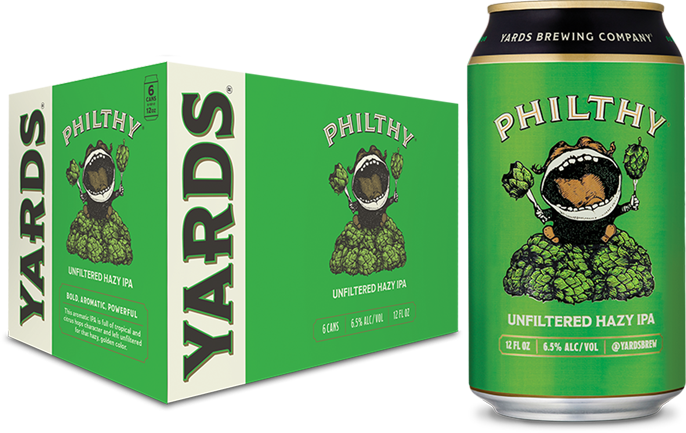 YARDS®
6
CANS
12oz
PHILTHY
UNFILTERED HAZY IPA
BOLD. AROMATIC. POWERFUL
This aromatic IPA is full of tropical and
citrus hops character and left unfiltered
for that hazy, golden color.
YARDS®
PHILTHY
UNFILTERED HAZY IPA
6 CANS 6.5% ALC/VOL 12 FL OZ
YARDS BREWING COMPANY
PHILTHY
UNFILTERED HAZY IPA
12 FL OZ 6.5% ALC/VOL @YARDSBREW